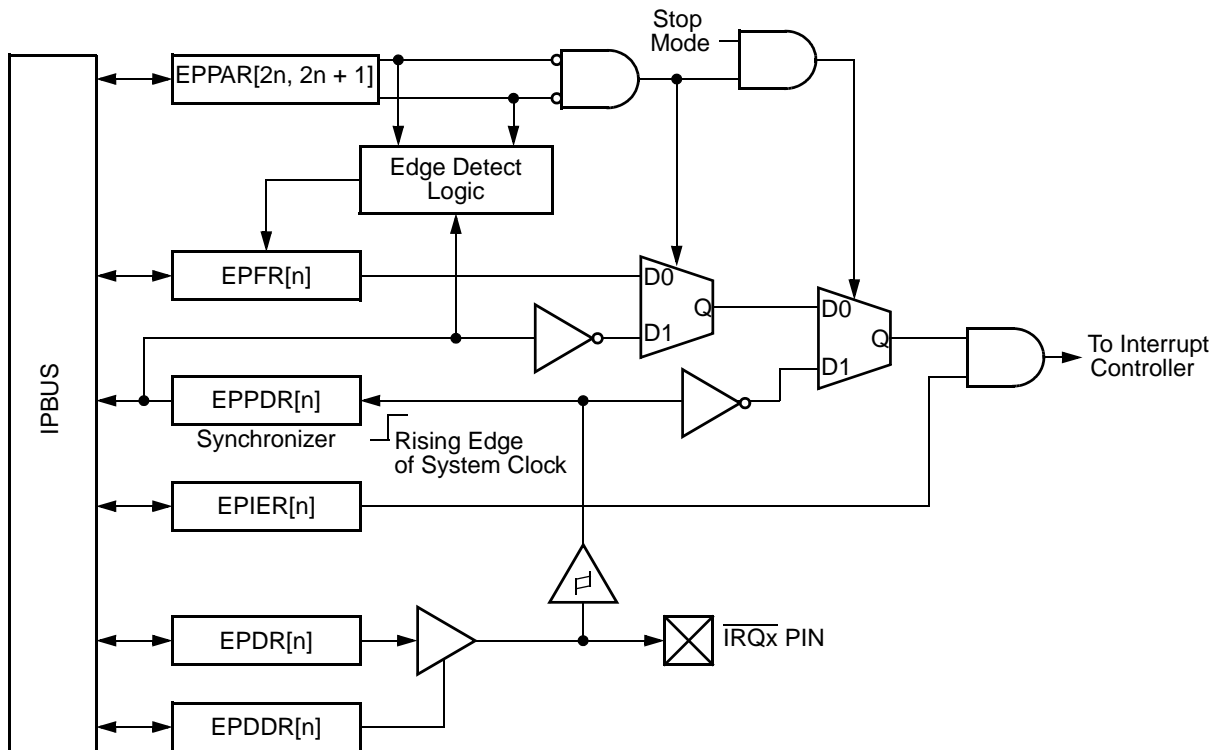 Stop
Mode
EPPAR[2n, 2n + 1]
Edge Detect
Logic
EPFR[n]
D0
D1
Q
D0
D1
Q
To Interrupt
Controller
IPBUS
EPPDR[n]
Synchronizer
Rising Edge
of System Clock
EPIER[n]
EPDR[n]
IRQx PIN
EPDDR[n]